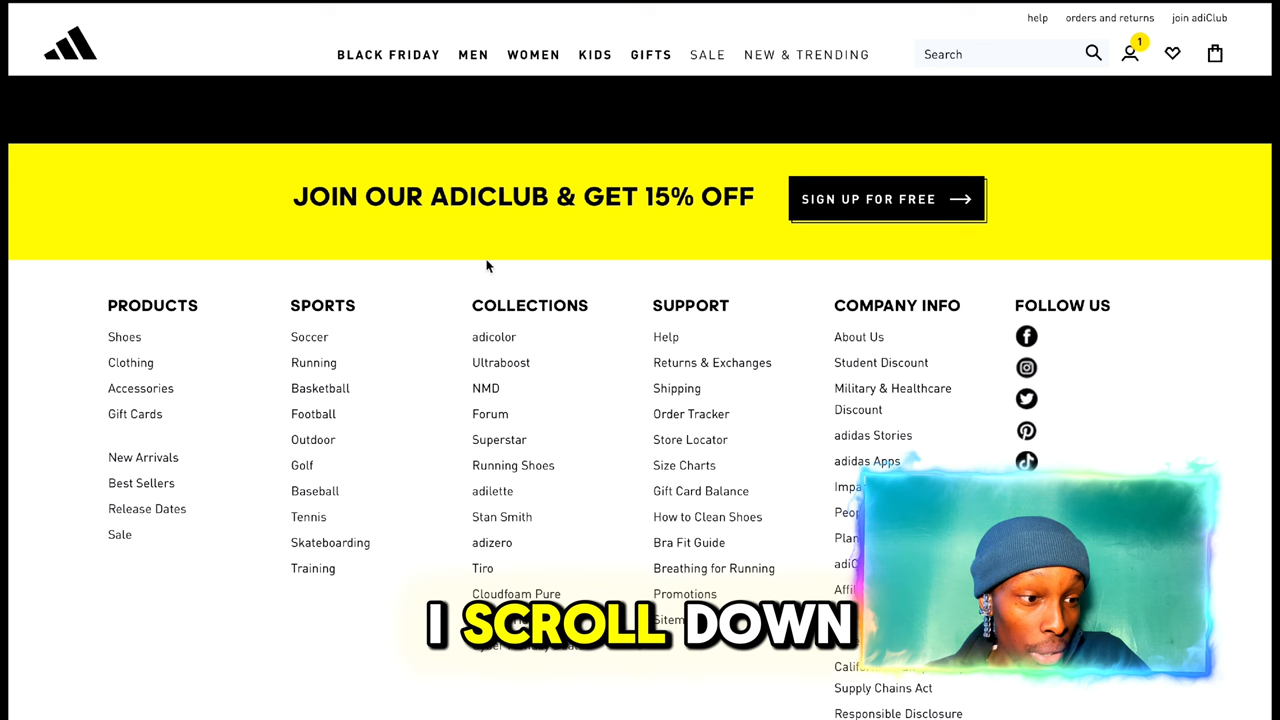 help
orders and returns
join adiClub
BLACK FRIDAY
MEN
WOMEN
KIDS
GIFTS
SALE
NEW & TRENDING
Search
1
JOIN OUR ADICLUB & GET 15% OFF
SIGN UP FOR FREE
PRODUCTS
Shoes
Clothing
Accessories
Gift Cards
New Arrivals
Best Sellers
Release Dates
Sale
SPORTS
Soccer
Running
Basketball
Football
Outdoor
Golf
Baseball
Tennis
Skateboarding
Training
COLLECTIONS
adicolor
Ultraboost
NMD
Forum
Superstar
Running Shoes
adilette
Stan Smith
adizero
Tiro
Cloudfoam Pure
SUPPORT
Help
Returns & Exchanges
Shipping
Order Tracker
Store Locator
Size Charts
Gift Card Balance
How to Clean Shoes
Bra Fit Guide
Breathing for Running
Promotions
COMPANY INFO
About Us
Student Discount
Military & Healthcare
Discount
adidas Stories
adidas Apps
Supply Chains Act
Responsible Disclosure
FOLLOW US
I SCROLL DOWN